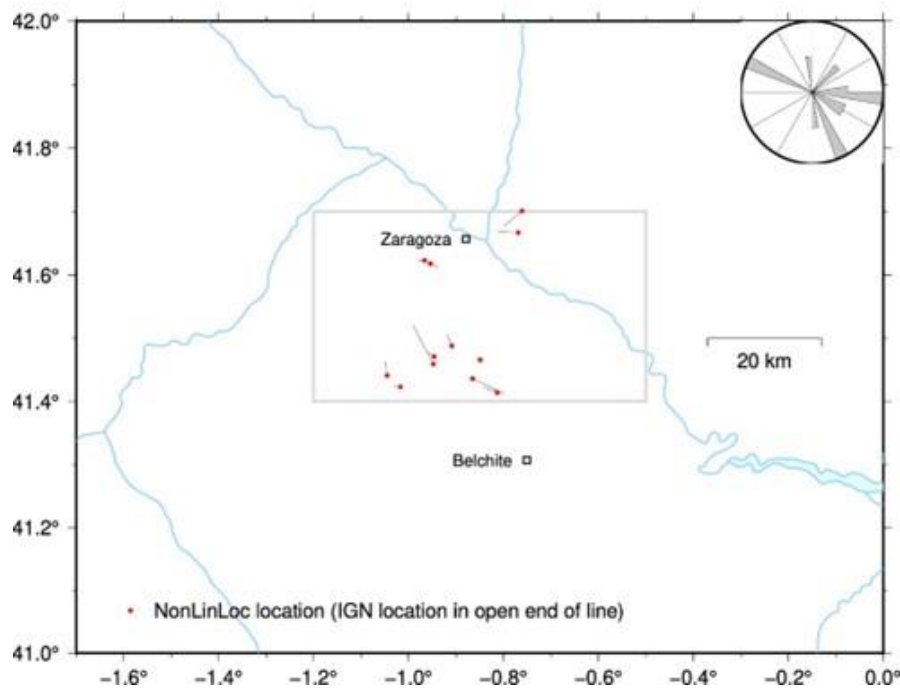 42.0°
41.8°
41.6°
41.4°
41.2°
41.0°
Zaragoza
20 km
Belchite
NonLinLoc location (IGN location in open end of line)
−1.6° −1.4° −1.2° −1.0° −0.8° −0.6° −0.4° −0.2° 0.0°